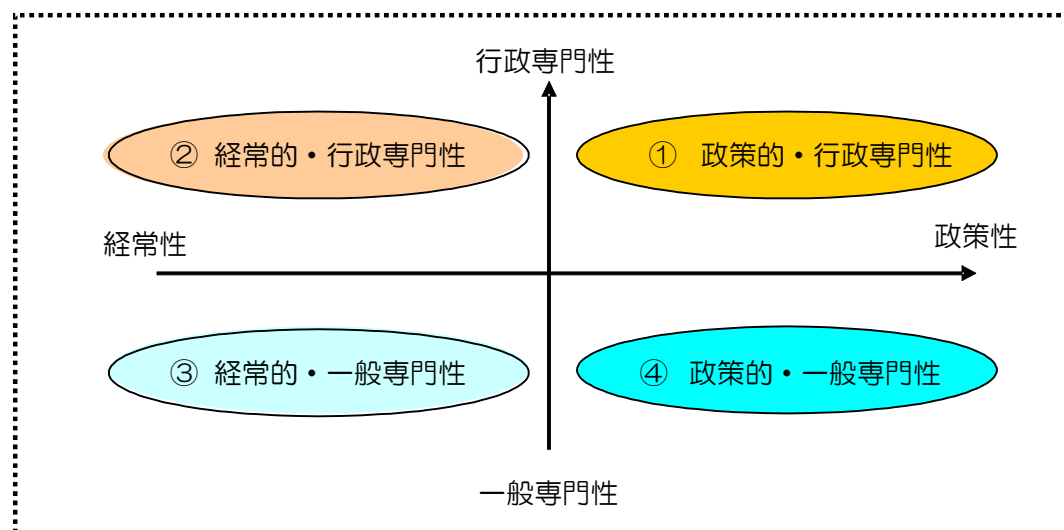 行政専門性
② 経常的・行政専門性
① 政策的・行政専門性
経常性
政策性
③ 経常的・一般専門性
④ 政策的・一般専門性
一般専門性